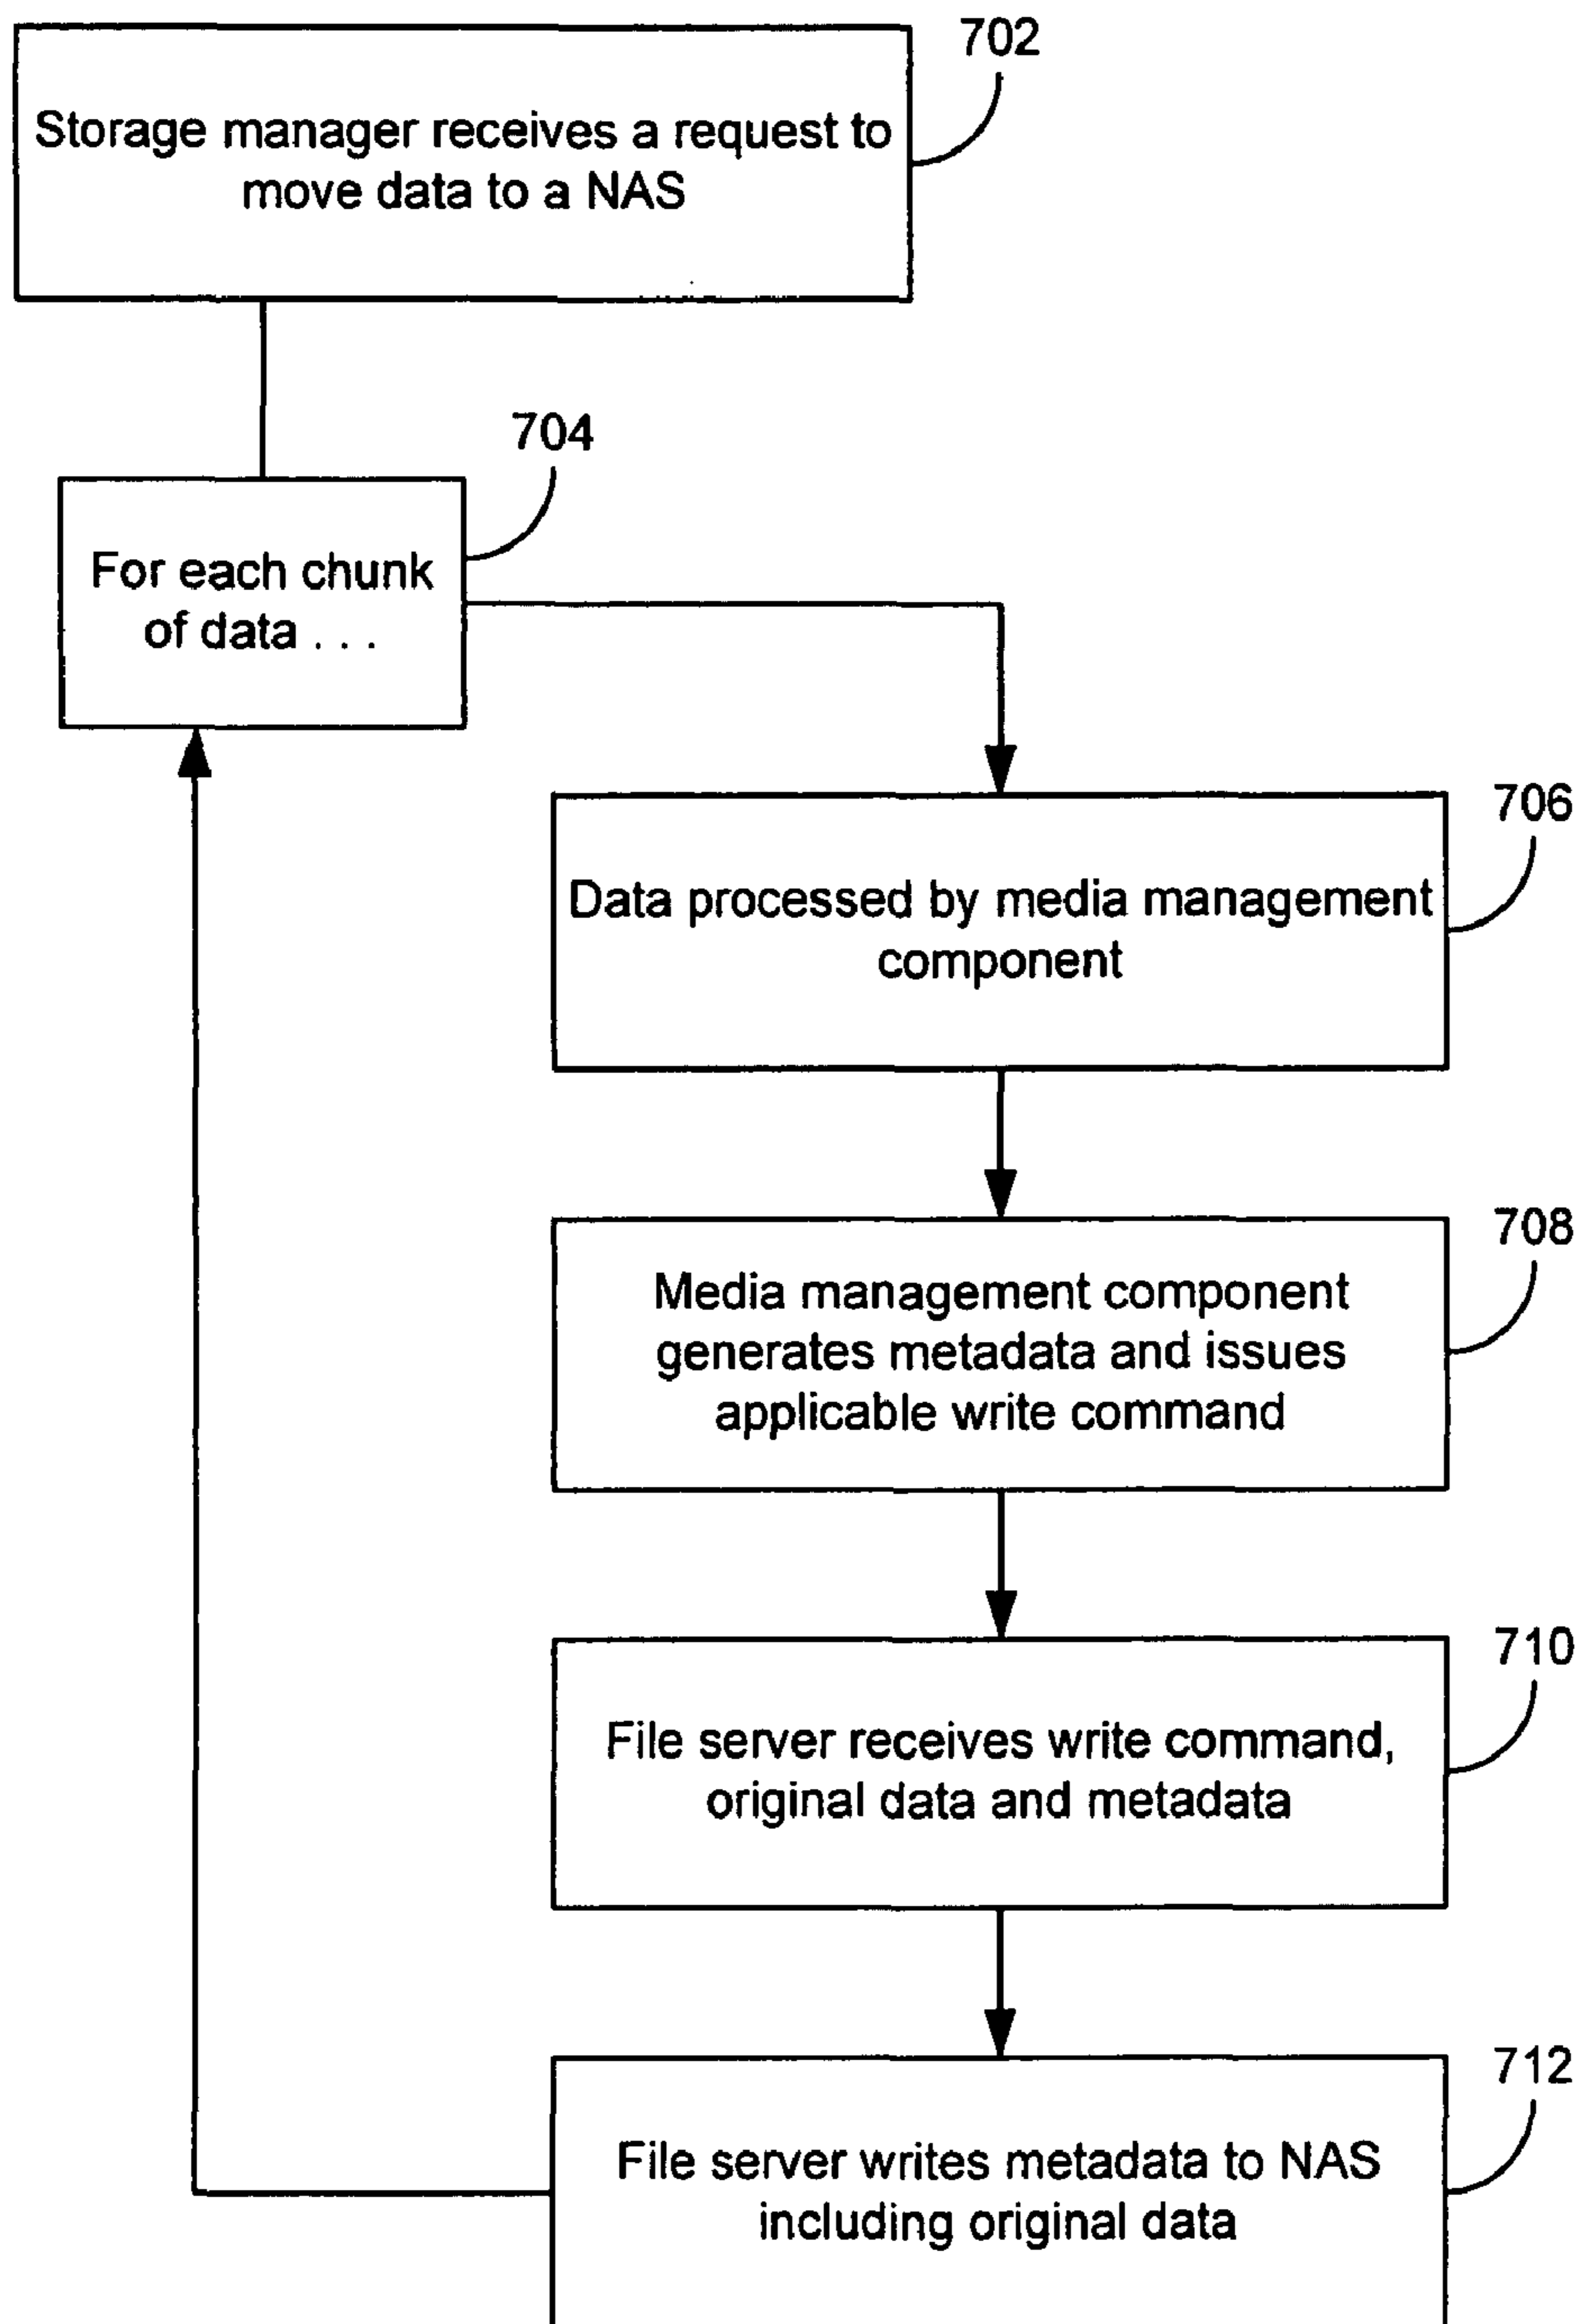 702
Storage manager receives a request to
move data to a NAS
704
For each chunk
of data . . .
706
Data processed by media management
component
708
Media management component
generates metadata and issues
applicable write command
710
File server receives write command,
original data and metadata
712
File server writes metadata to NAS
including original data